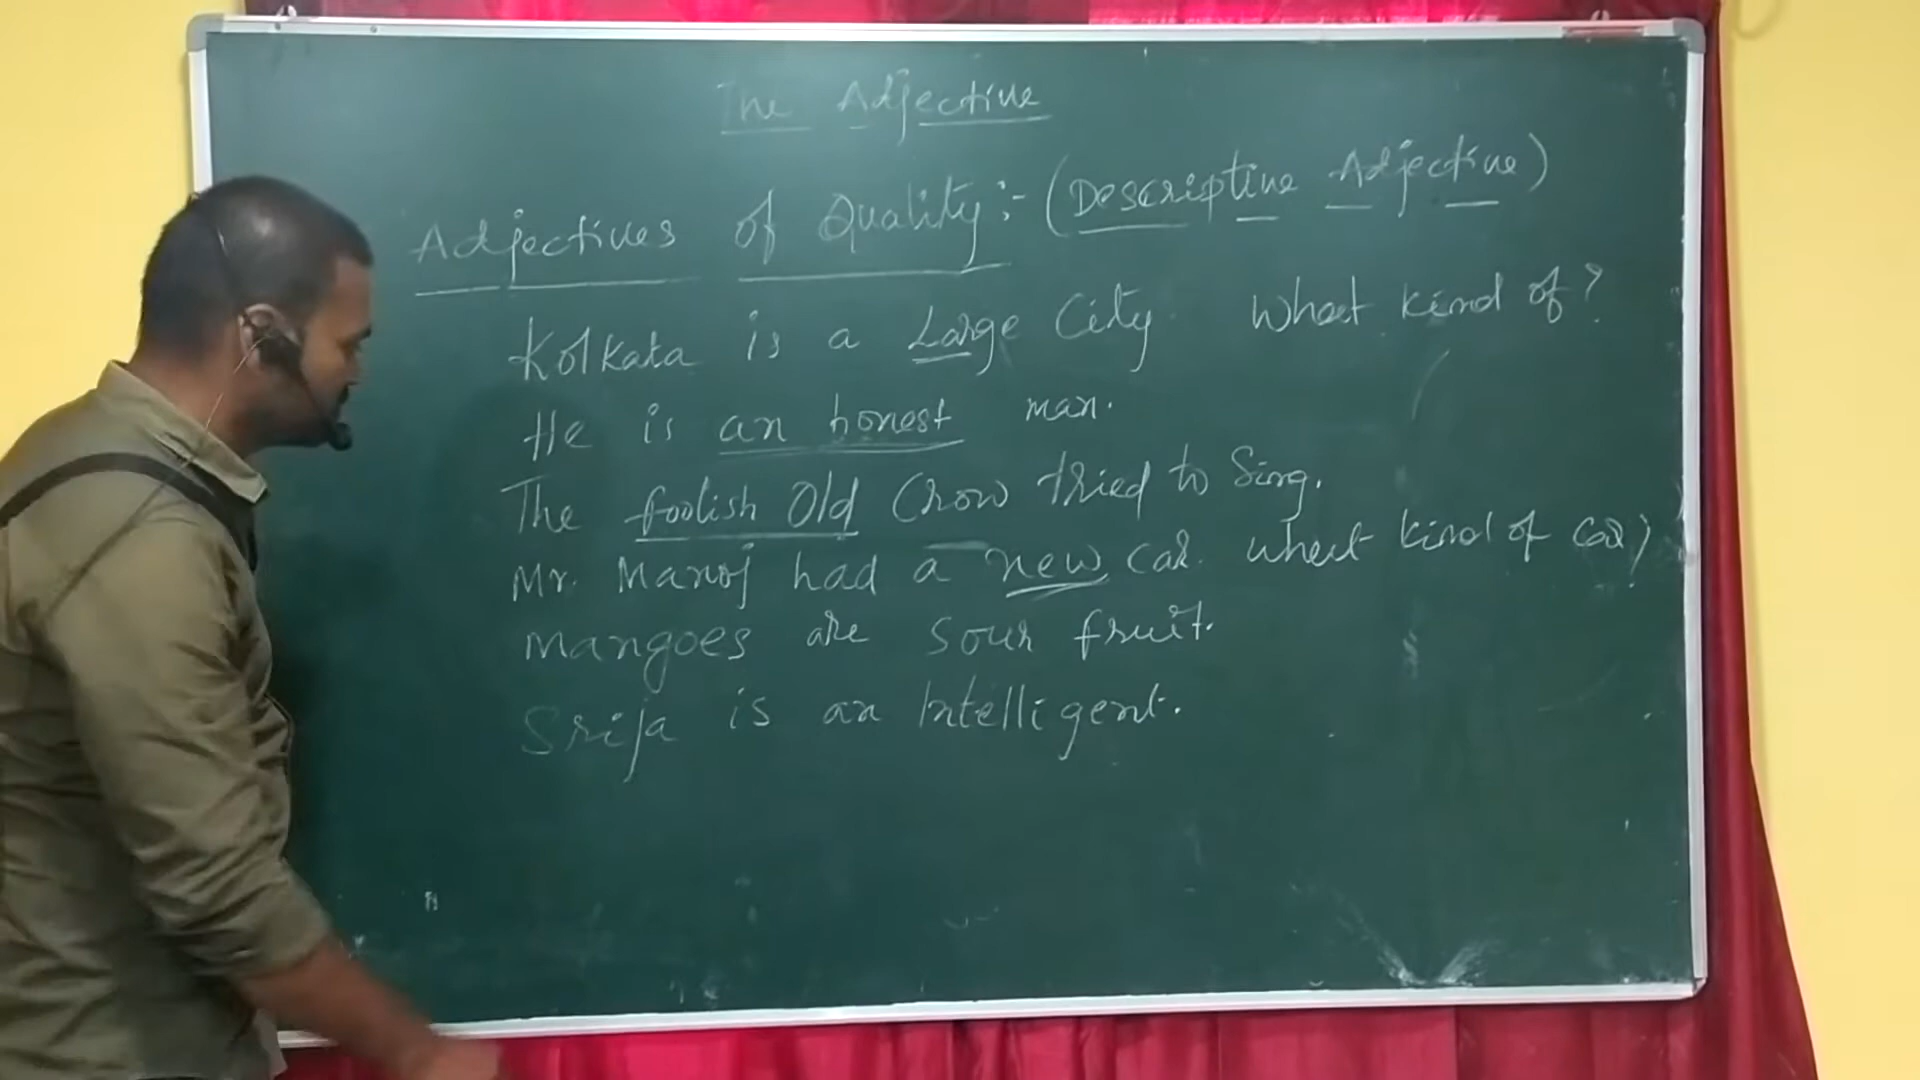 The Adjective
Adjectives of Quality:- (Descriptive Adjective)
Kolkata is a Large City. What kind of?
He is an honest man.
The foolish Old Crow tried to Sing.
Mr. Manoj had a new car. what kind of car?
Mangoes are sour fruit.
Srija is an Intelligent.